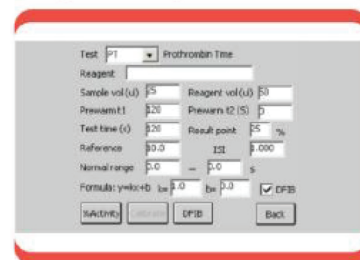 Test PT Prothrombin Time
Reagent
Sample vol(ul) 25 Reagent vol(ul) 50
Prewarm t1 120 Prewarm t2 (S) 0
Test time (s) 120 Result point 25 %
Reference 10.0 ISI 1.000
Normal range 0.0 — 0.0 s
Formula: y=kx+b k= 1.0 b= 0.0 DFIB
%Activity Calibrate DFIB Back